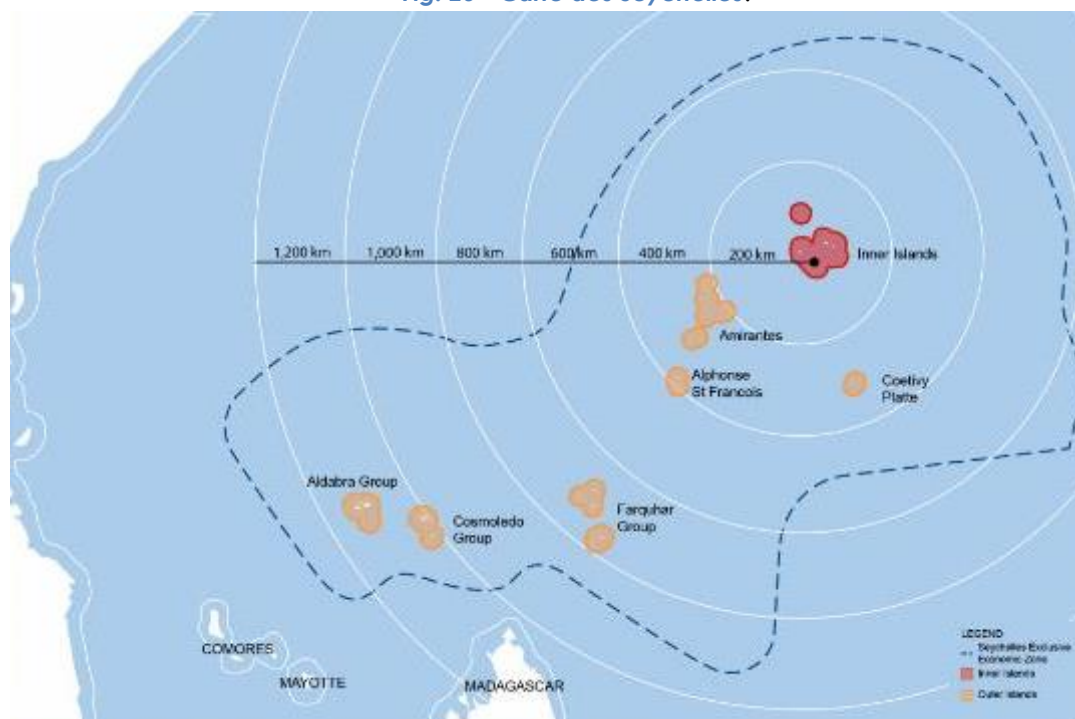 1,200 km
1,000 km
800 km
600 km
400 km
200 km
Inner Islands
Amirantes
Alphonse
St Francois
Coetivy
Platte
Aldabra Group
Cosmoledo
Group
Farquhar
Group
COMORES
MAYOTTE
MADAGASCAR
LEGEND
Seychelles Exclusive
Economic Zone
Inner Islands
Outer Islands